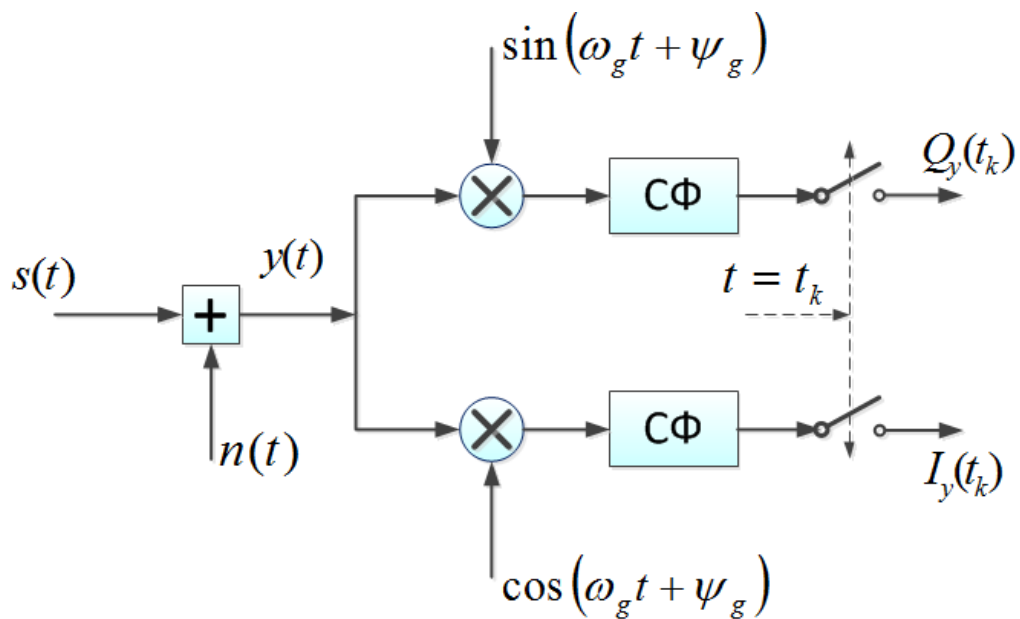 sin(ω_g t + ψ_g)
Q_y(t_k)
СФ
y(t)
s(t)
t = t_k
+
n(t)
СФ
I_y(t_k)
cos(ω_g t + ψ_g)